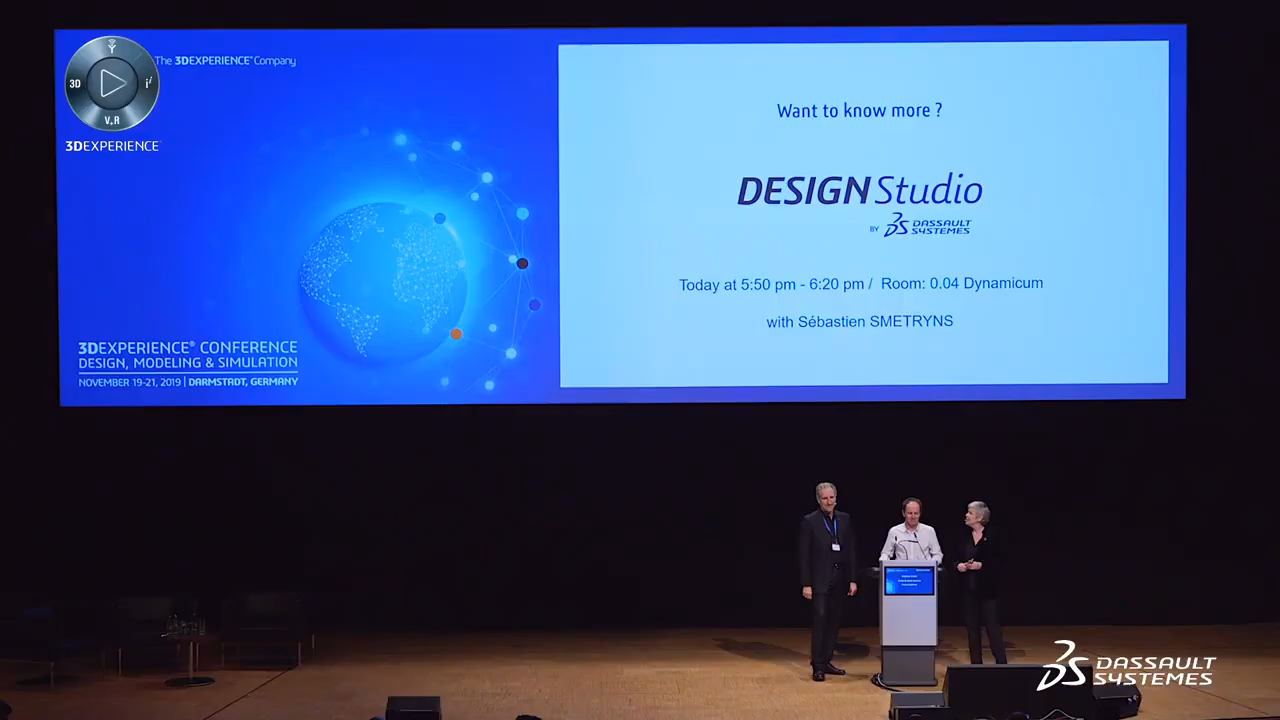 The 3DEXPERIENCE Company
3D
i
V,R
3DEXPERIENCE
3DEXPERIENCE® CONFERENCE
DESIGN, MODELING & SIMULATION
NOVEMBER 19-21, 2019 | DARMSTADT, GERMANY
Want to know more ?
DESIGN Studio
BY DASSAULT SYSTEMES
Today at 5:50 pm - 6:20 pm / Room: 0.04 Dynamicum
with Sébastien SMETRYNS
DASSAULT
SYSTEMES